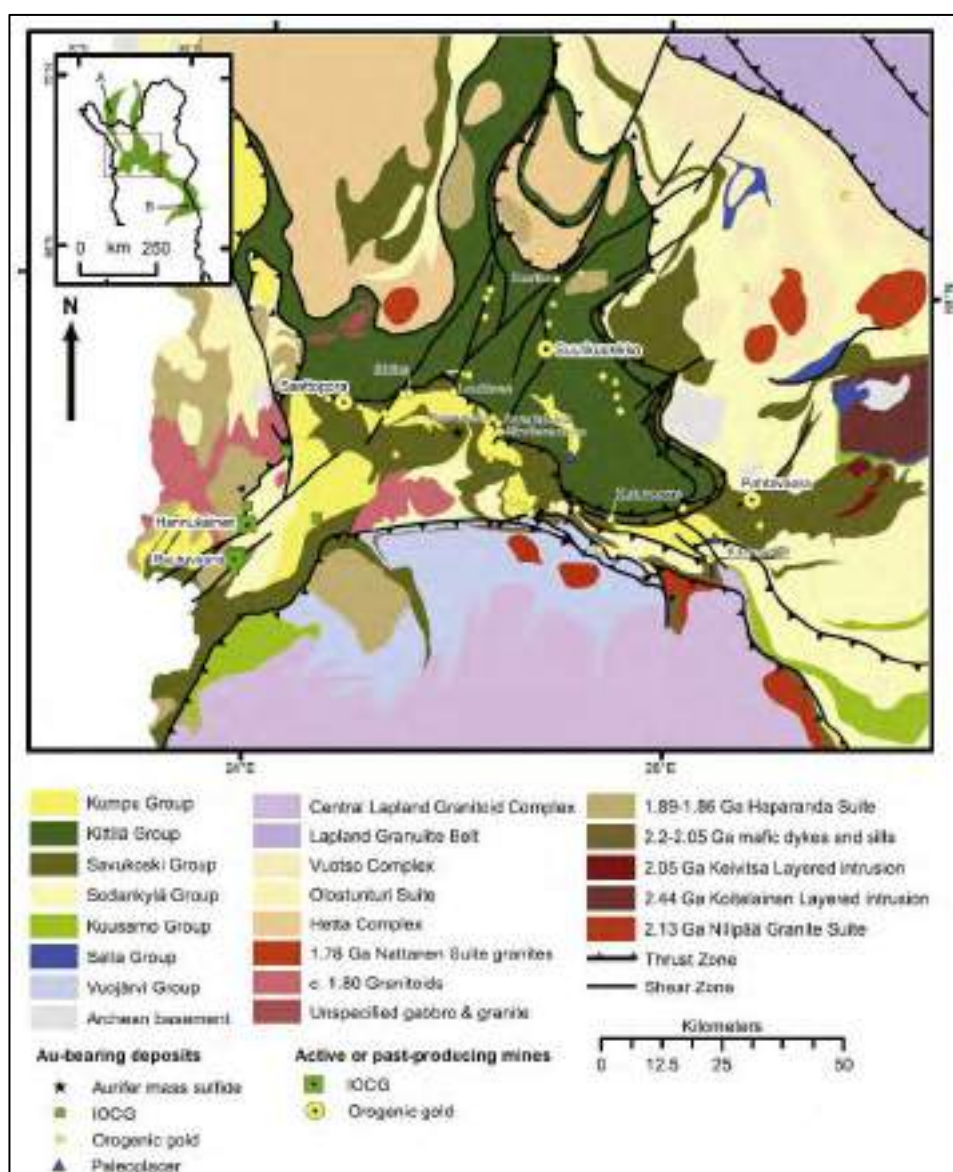 A
B
0 km 250
N
Suurikuusikko
Saattopora
Hannukainen
Pahtavaara
26°E
Kumpu Group
Kittilä Group
Savukoski Group
Sodankylä Group
Kuusamo Group
Salla Group
Vuojärvi Group
Archean basement
Central Lapland Granitoid Complex
Lapland Granulite Belt
Vuotso Complex
Olostunturi Suite
Hetta Complex
1.78 Ga Nattanen Suite granites
c. 1.80 Granitoids
Unspecified gabbro & granite
1.89-1.86 Ga Haparanda Suite
2.2-2.05 Ga mafic dykes and sills
2.05 Ga Keivitsa Layered intrusion
2.44 Ga Koitelainen Layered intrusion
2.13 Ga Nilipää Granite Suite
Thrust Zone
Shear Zone
Kilometers
0 12.5 25 50
Au-bearing deposits
Aurifer mass sulfide
IOCG
Orogenic gold
Paleoplacer
Active or past-producing mines
IOCG
Orogenic gold